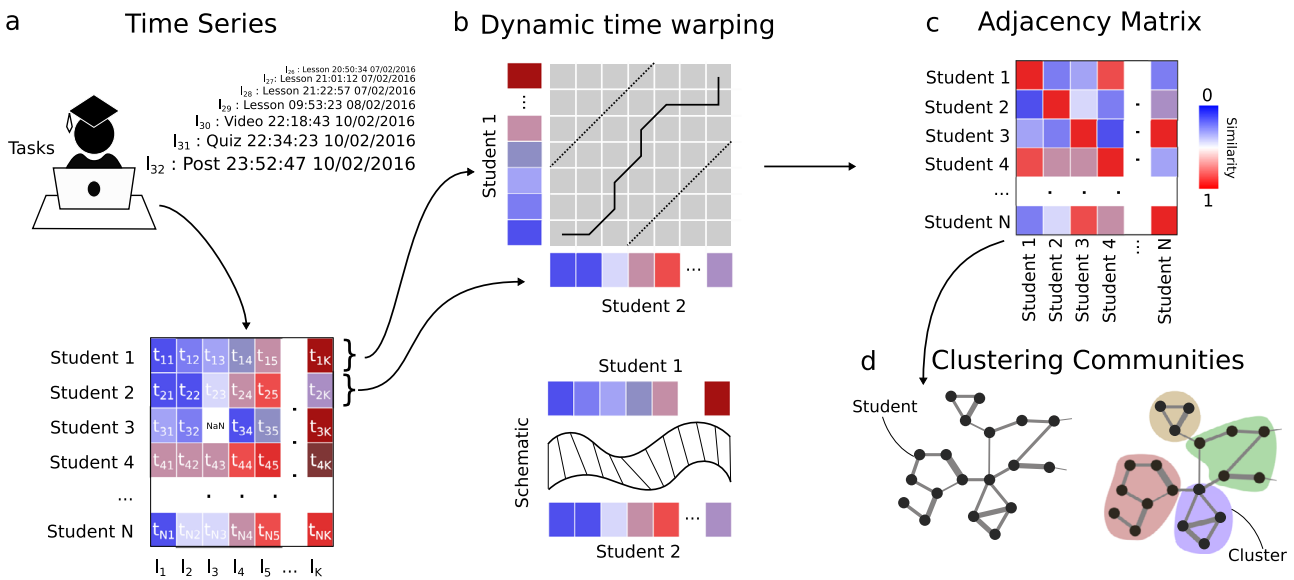 a Time Series
I26 : Lesson 20:50:34 07/02/2016
I27 : Lesson 21:01:12 07/02/2016
I28 : Lesson 21:22:57 07/02/2016
I29 : Lesson 09:53:23 08/02/2016
I30 : Video 22:18:43 10/02/2016
I31 : Quiz 22:34:23 10/02/2016
I32 : Post 23:52:47 10/02/2016
Tasks
Student 1 t11 t12 t13 t14 t15 t1K
Student 2 t21 t22 t23 t24 t25 t2K
Student 3 t31 t32 NaN t34 t35 t3K
Student 4 t41 t42 t43 t44 t45 t4K
... . . .
Student N tN1 tN2 tN3 tN4 tN5 tNK
I1 I2 I3 I4 I5 ... IK
b Dynamic time warping
Student 1
...
...
Student 2
Student 1
Schematic
...
Student 2
c Adjacency Matrix
Student 1
Student 2
Student 3
Student 4
...
Student N
Student 1
Student 2
Student 3
Student 4
...
Student N
0
Similarity
1
d Clustering Communities
Student
Cluster